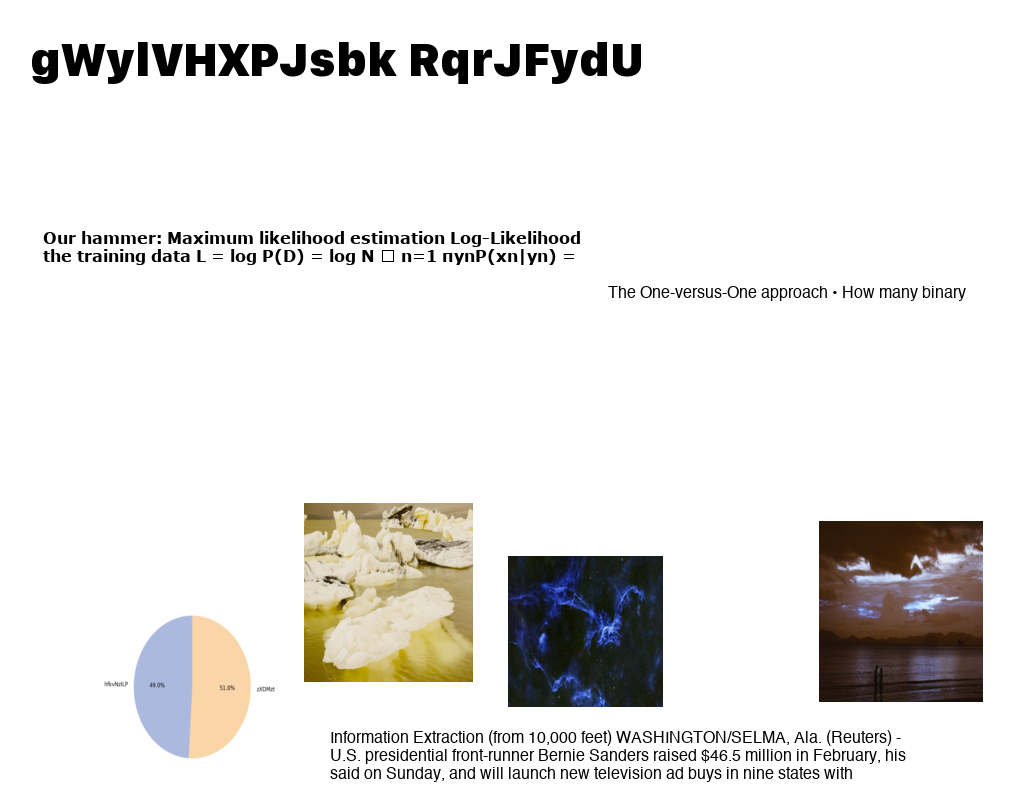 gWylVHXPJsbk RqrJFydU
Our hammer: Maximum likelihood estimation Log-Likelihood
the training data L = log P(D) = log N □ n=1 πynP(xn|yn) =
The One-versus-One approach • How many binary
49.0%
51.0%
zXDMzt
Information Extraction (from 10,000 feet) WASHINGTON/SELMA, Ala. (Reuters) -
U.S. presidential front-runner Bernie Sanders raised $46.5 million in February, his
said on Sunday, and will launch new television ad buys in nine states with